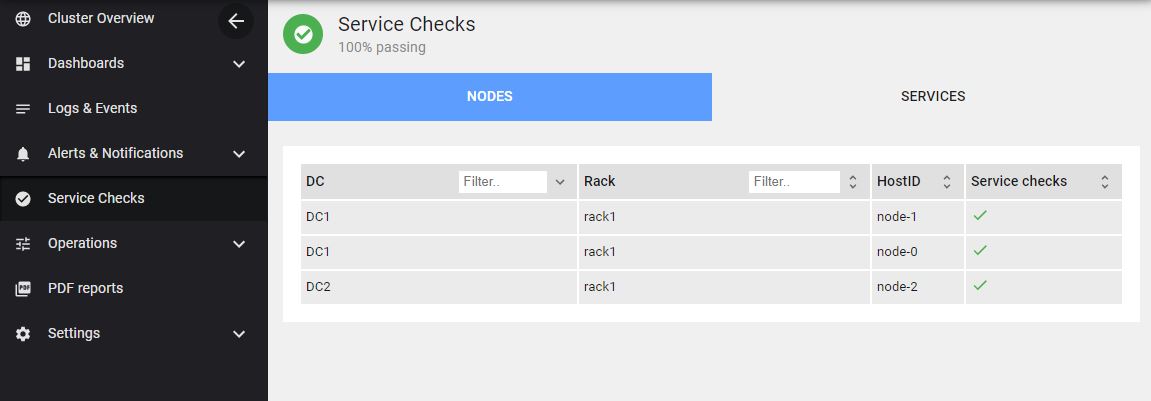 Cluster Overview
Dashboards
Logs & Events
Alerts & Notifications
Service Checks
Operations
PDF reports
Settings
Service Checks
100% passing
NODES SERVICES
DC Filter.. Rack Filter.. HostID Service checks
DC1 rack1 node-1
DC1 rack1 node-0
DC2 rack1 node-2